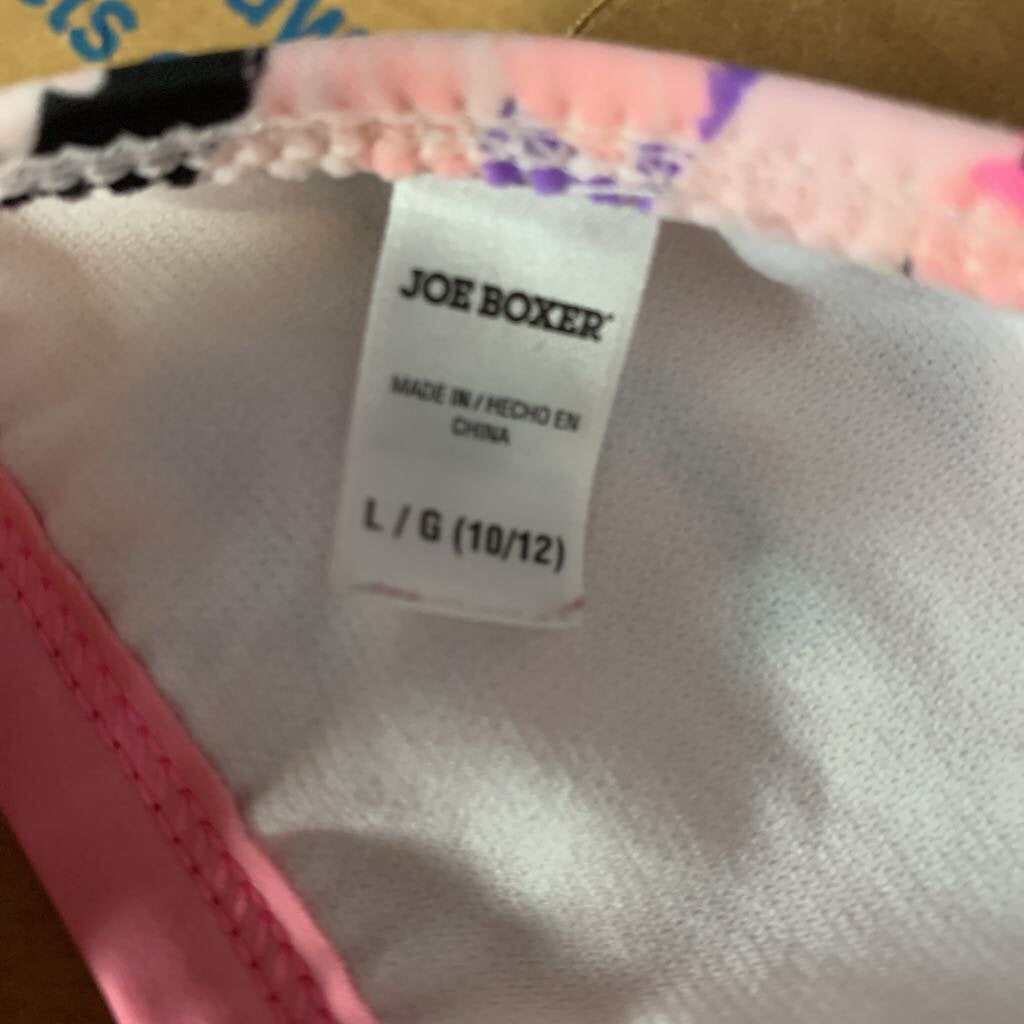 JOE BOXER
MADE IN / HECHO EN
CHINA
L / G (10/12)